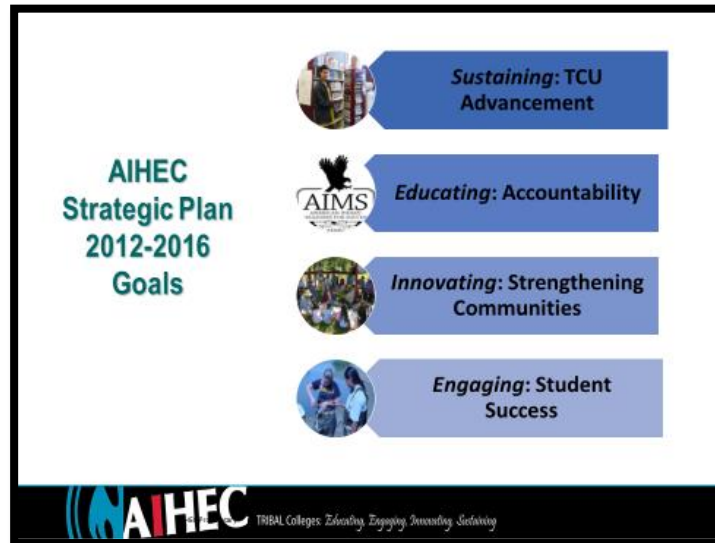 AIHEC
Strategic Plan
2012-2016
Goals
Sustaining: TCU
Advancement
AIMS
Educating: Accountability
Innovating: Strengthening
Communities
Engaging: Student
Success
AIHEC
TRIBAL Colleges: Educating, Engaging, Innovating, Sustaining